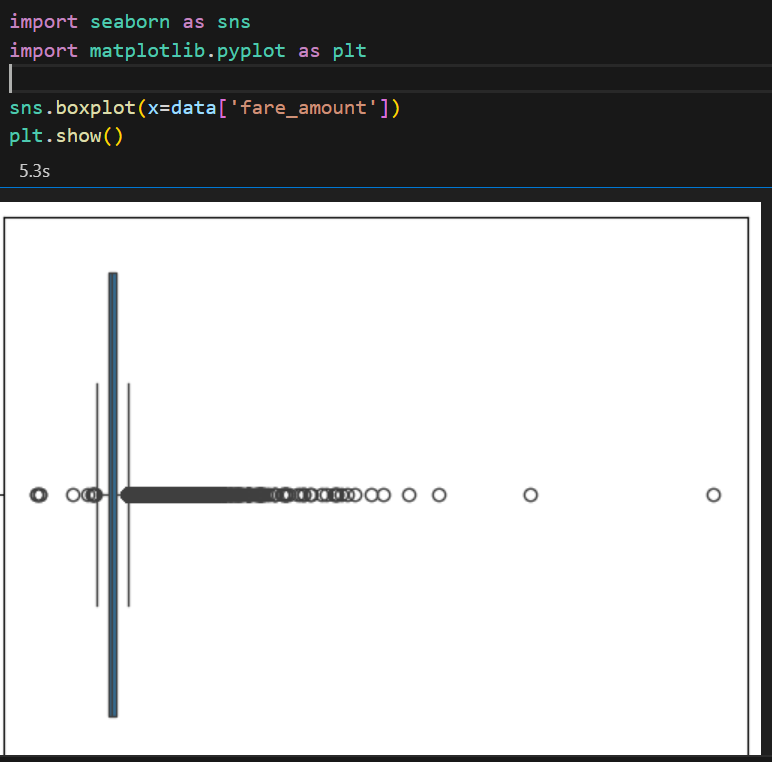 import seaborn as sns
import matplotlib.pyplot as plt
sns.boxplot(x=data['fare_amount'])
plt.show()
5.3s